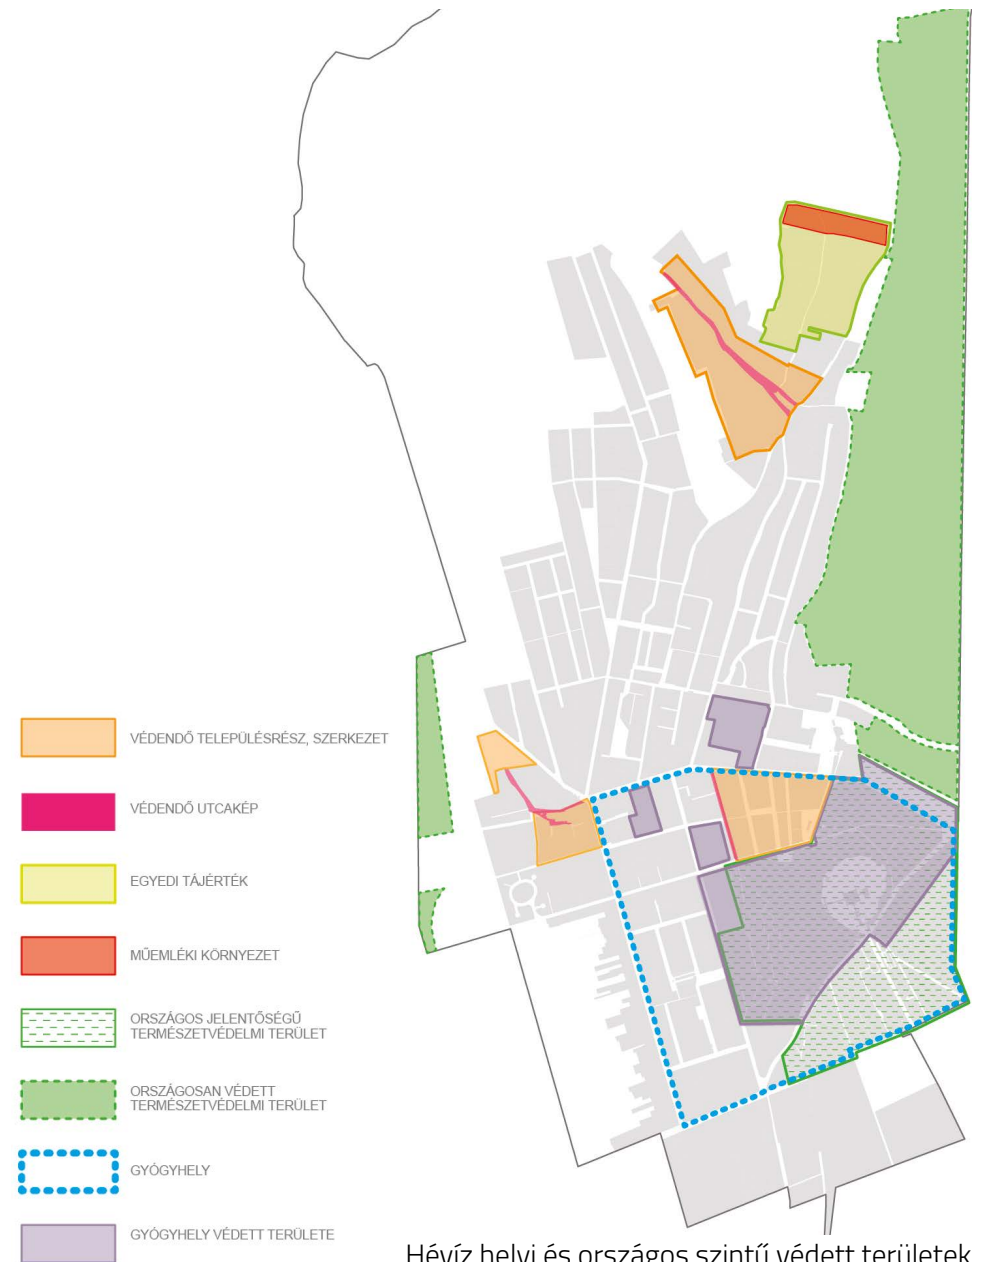 VÉDENDŐ TELEPÜLÉSRÉSZ, SZERKEZET
VÉDENDŐ UTCAKÉP
EGYEDI TÁJÉRTÉK
MŰEMLÉKI KÖRNYEZET
ORSZÁGOS JELENTŐSÉGŰ
TERMÉSZETVÉDELMI TERÜLET
ORSZÁGOSAN VÉDETT
TERMÉSZETVÉDELMI TERÜLET
GYÓGYHELY
GYÓGYHELY VÉDETT TERÜLETE
Hévíz helyi és országos szintű védett területek